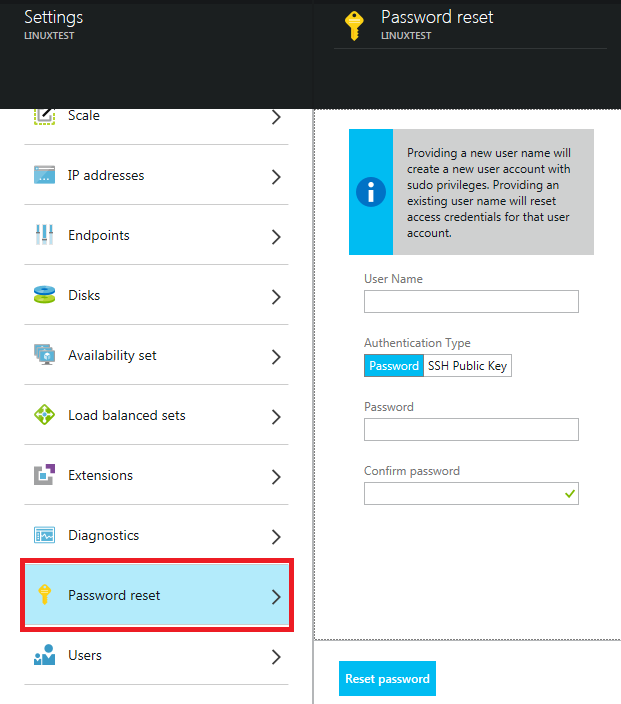 Settings
LINUXTEST
Scale
IP addresses
Endpoints
Disks
Availability set
Load balanced sets
Extensions
Diagnostics
Password reset
Users
Password reset
LINUXTEST
Providing a new user name will
create a new user account with
sudo privileges. Providing an
existing user name will reset
access credentials for that user
account.
User Name
Authentication Type
Password SSH Public Key
Password
Confirm password
Reset password